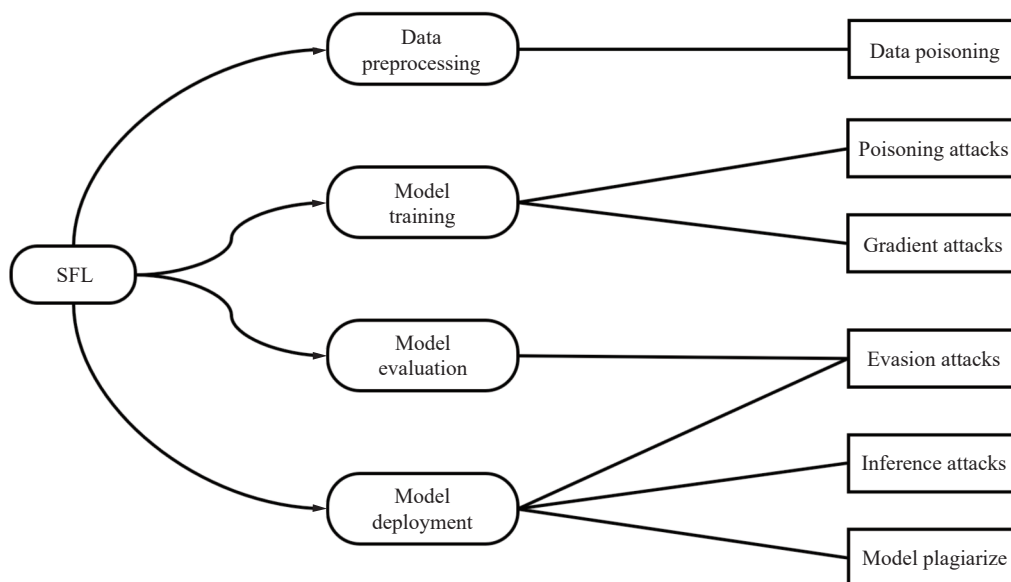 Data
preprocessing
Data poisoning
Poisoning attacks
Model
training
Gradient attacks
SFL
Model
evaluation
Evasion attacks
Inference attacks
Model
deployment
Model plagiarize